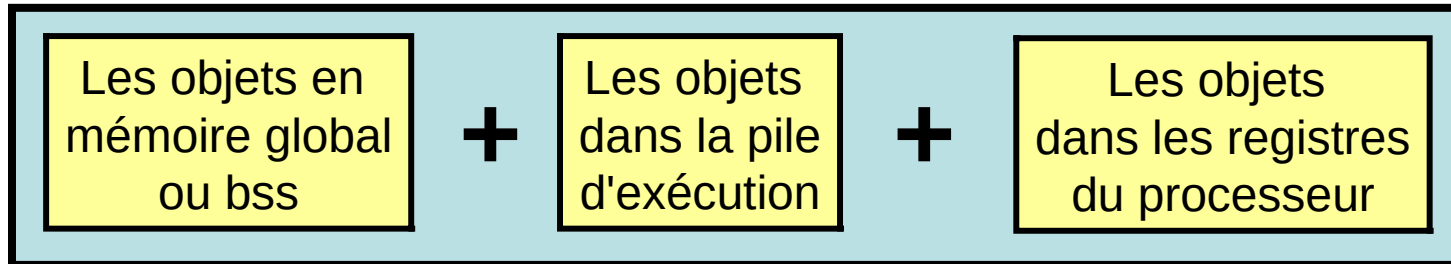 Les objets en
mémoire global
ou bss
+
Les objets
dans la pile
d'exécution
+
Les objets
dans les registres
du processeur